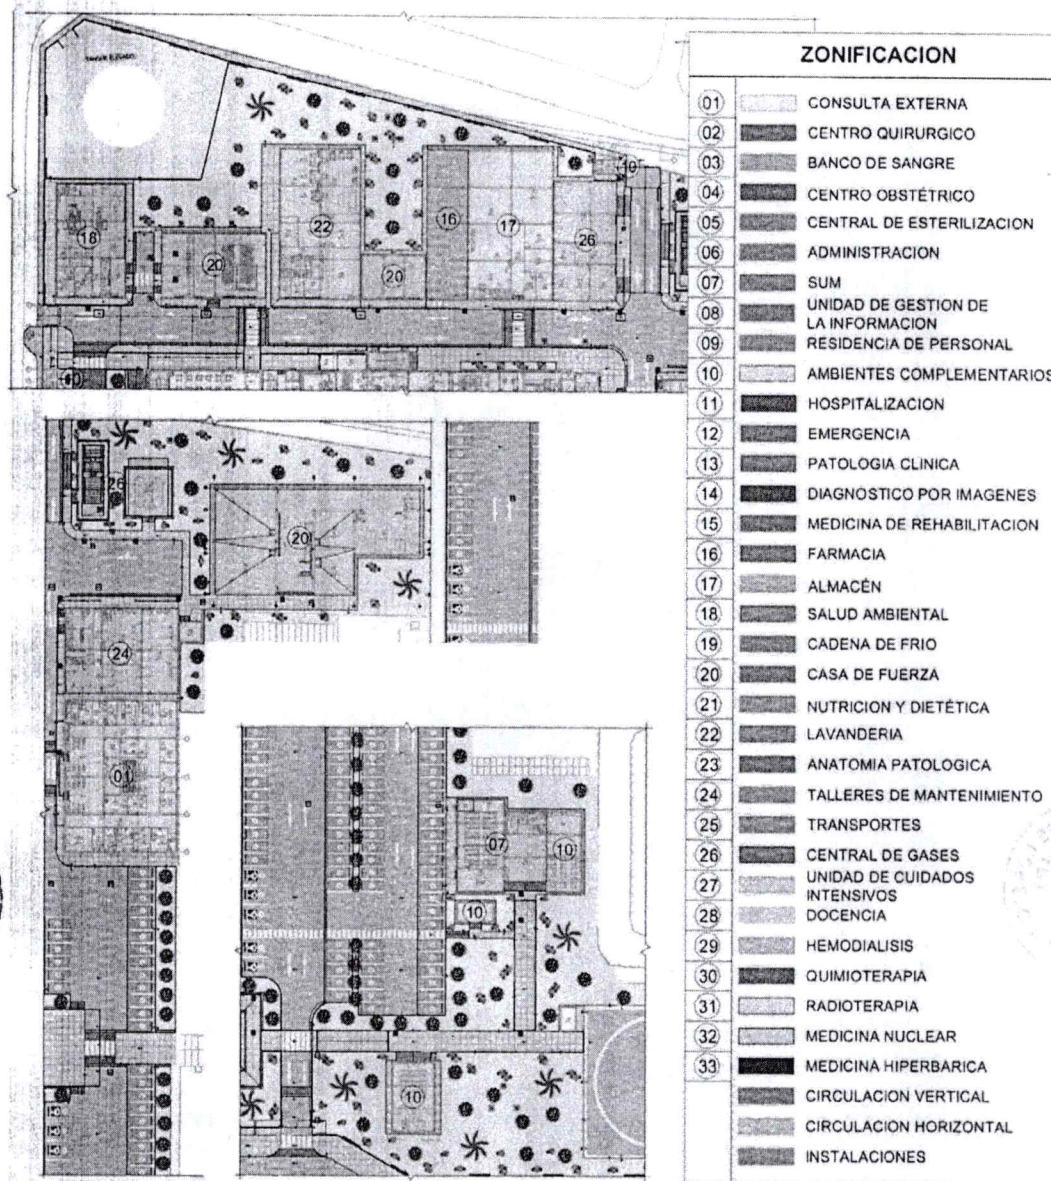 ZONIFICACION
01 CONSULTA EXTERNA
02 CENTRO QUIRURGICO
03 BANCO DE SANGRE
04 CENTRO OBSTÉTRICO
05 CENTRAL DE ESTERILIZACION
06 ADMINISTRACION
07 SUM
08 UNIDAD DE GESTION DE
LA INFORMACION
09 RESIDENCIA DE PERSONAL
10 AMBIENTES COMPLEMENTARIOS
11 HOSPITALIZACION
12 EMERGENCIA
13 PATOLOGIA CLINICA
14 DIAGNOSTICO POR IMAGENES
15 MEDICINA DE REHABILITACION
16 FARMACIA
17 ALMACÉN
18 SALUD AMBIENTAL
19 CADENA DE FRIO
20 CASA DE FUERZA
21 NUTRICION Y DIETÉTICA
22 LAVANDERIA
23 ANATOMIA PATOLOGICA
24 TALLERES DE MANTENIMIENTO
25 TRANSPORTES
26 CENTRAL DE GASES
27 UNIDAD DE CUIDADOS
INTENSIVOS
28 DOCENCIA
29 HEMODIALISIS
30 QUIMIOTERAPIA
31 RADIOTERAPIA
32 MEDICINA NUCLEAR
33 MEDICINA HIPERBARICA
CIRCULACION VERTICAL
CIRCULACION HORIZONTAL
INSTALACIONES
10
18
20
22
20
16
17
26
10
26
20
24
01
07
10
10
10